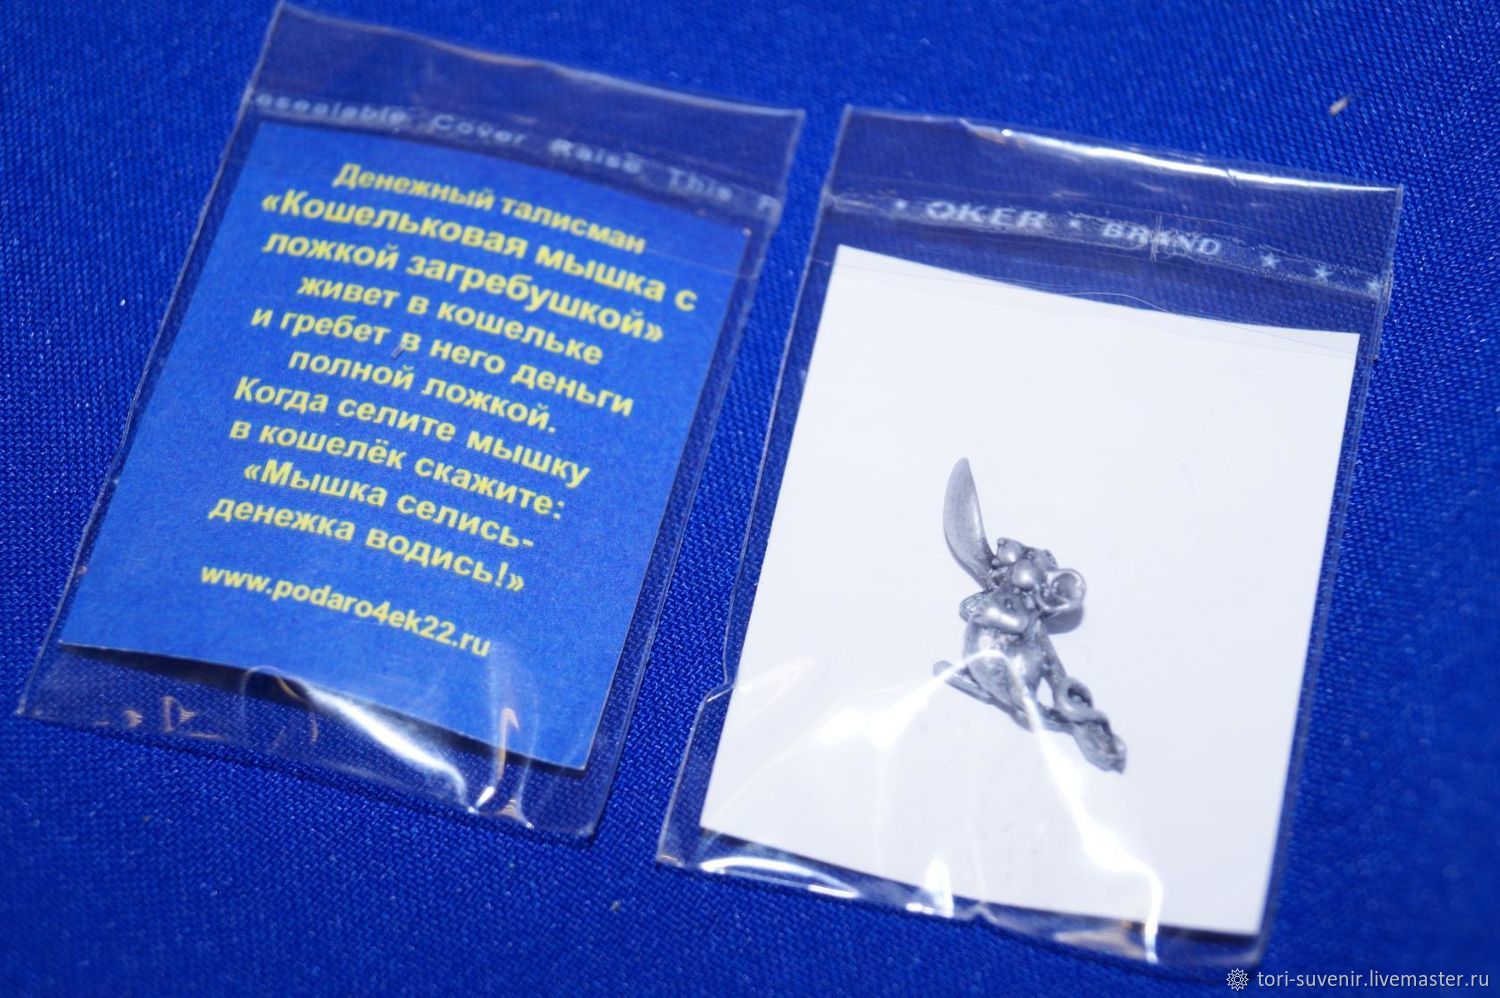 esealable Cover Raise This
Денежный талисман
«Кошельковая мышка с
ложкой загребушкой»
живет в кошельке
и гребет в него деньги
полной ложкой.
Когда селите мышку
в кошелёк скажите:
«Мышка селись-
денежка водись!»
www.podaro4ek22.ru
OKER • BRAND
tori-suvenir.livemaster.ru